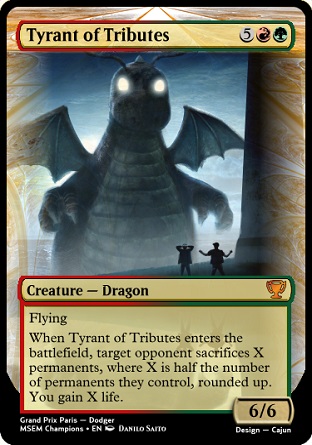 Tyrant of Tributes 5
Creature — Dragon
Flying
When Tyrant of Tributes enters the
battlefield, target opponent sacrifices X
permanents, where X is half the number
of permanents they control, rounded up.
You gain X life.
6/6
Grand Prix Paris — Dodger
MSEM Champions • EN Danilo Saito
Design — Cajun